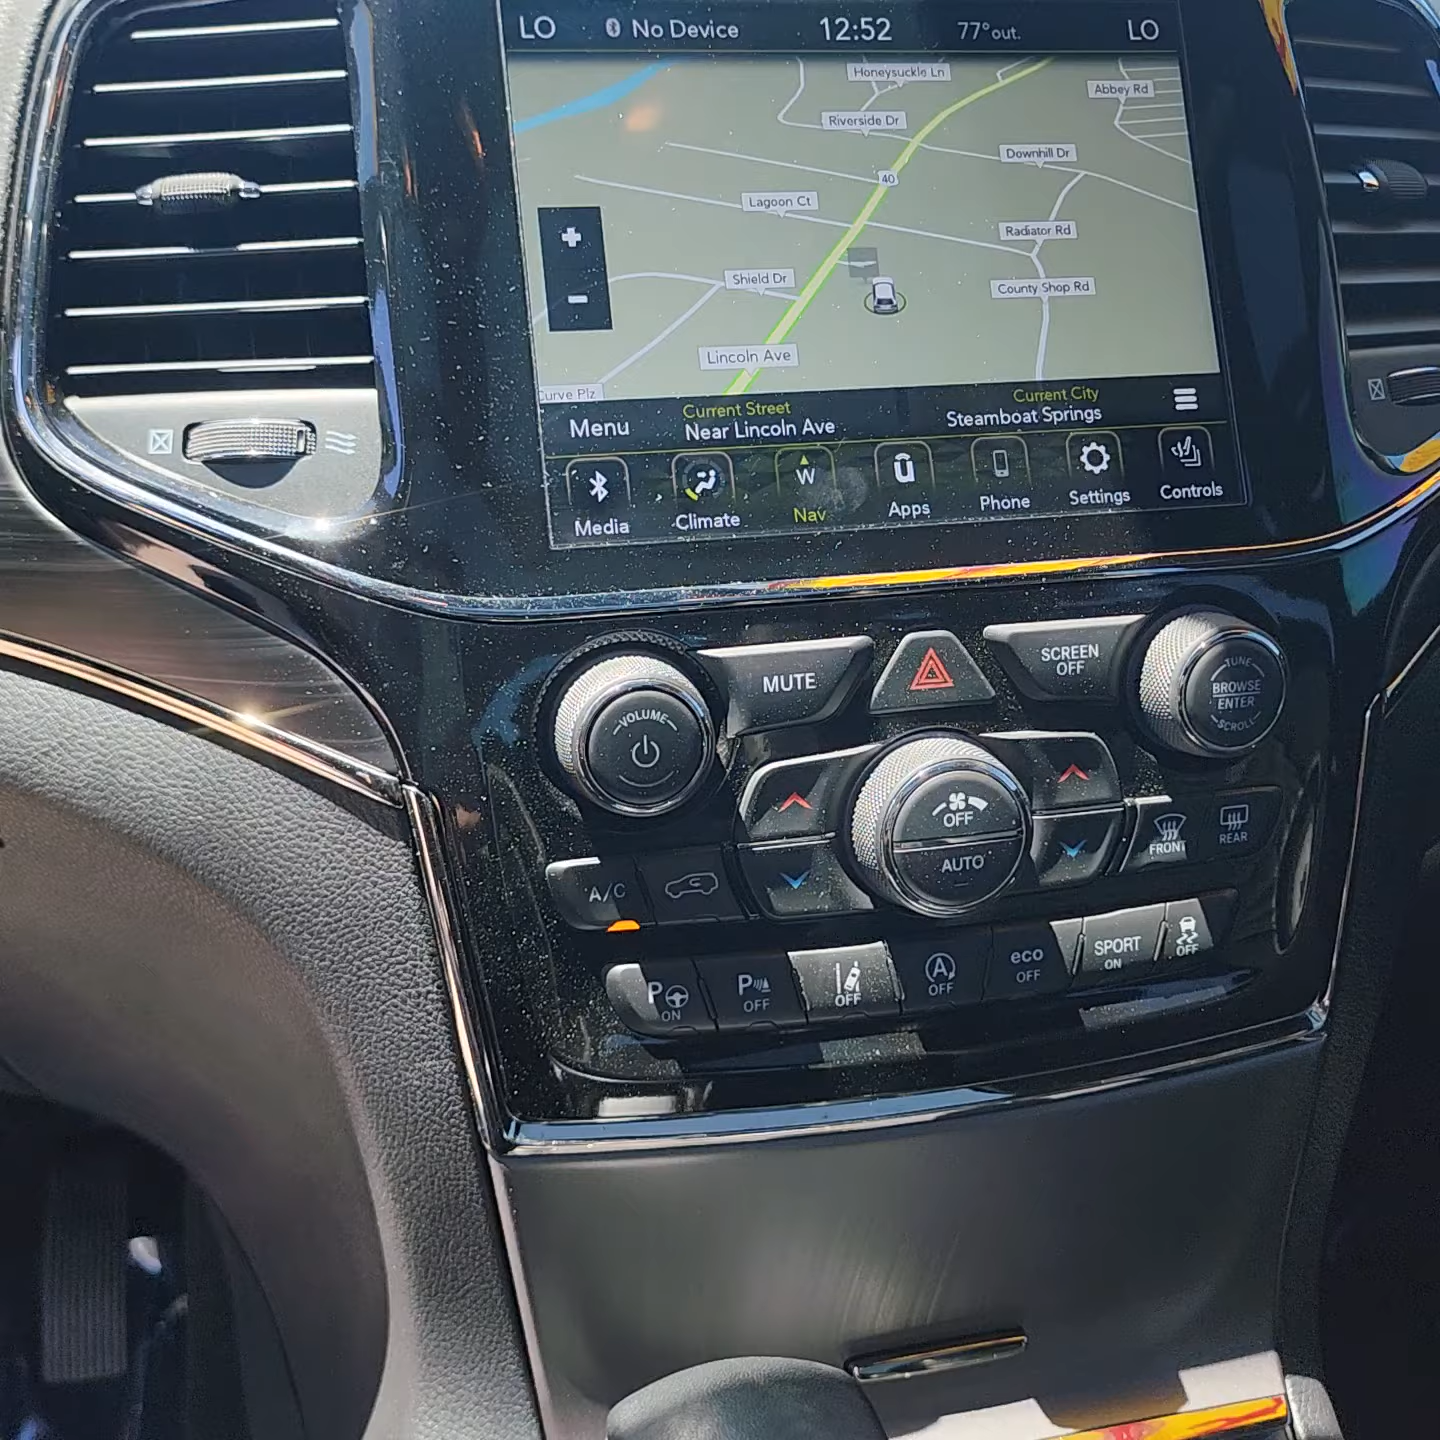 LO No Device 12:52 77°out. LO
Honeysuckle Ln
Abbey Rd
Riverside Dr
Downhill Dr
40
Lagoon Ct
Radiator Rd
Shield Dr
County Shop Rd
Lincoln Ave
Curve Plz
Menu
Current Street
Near Lincoln Ave
Current City
Steamboat Springs
Media
Climate
W
Nav
Apps
Phone
Settings
Controls
VOLUME
MUTE
SCREEN
OFF
TUNE
BROWSE
ENTER
SCROLL
OFF
AUTO
FRONT
REAR
A/C
P
ON
P
OFF
OFF
A
OFF
eco
OFF
SPORT
ON
OFF